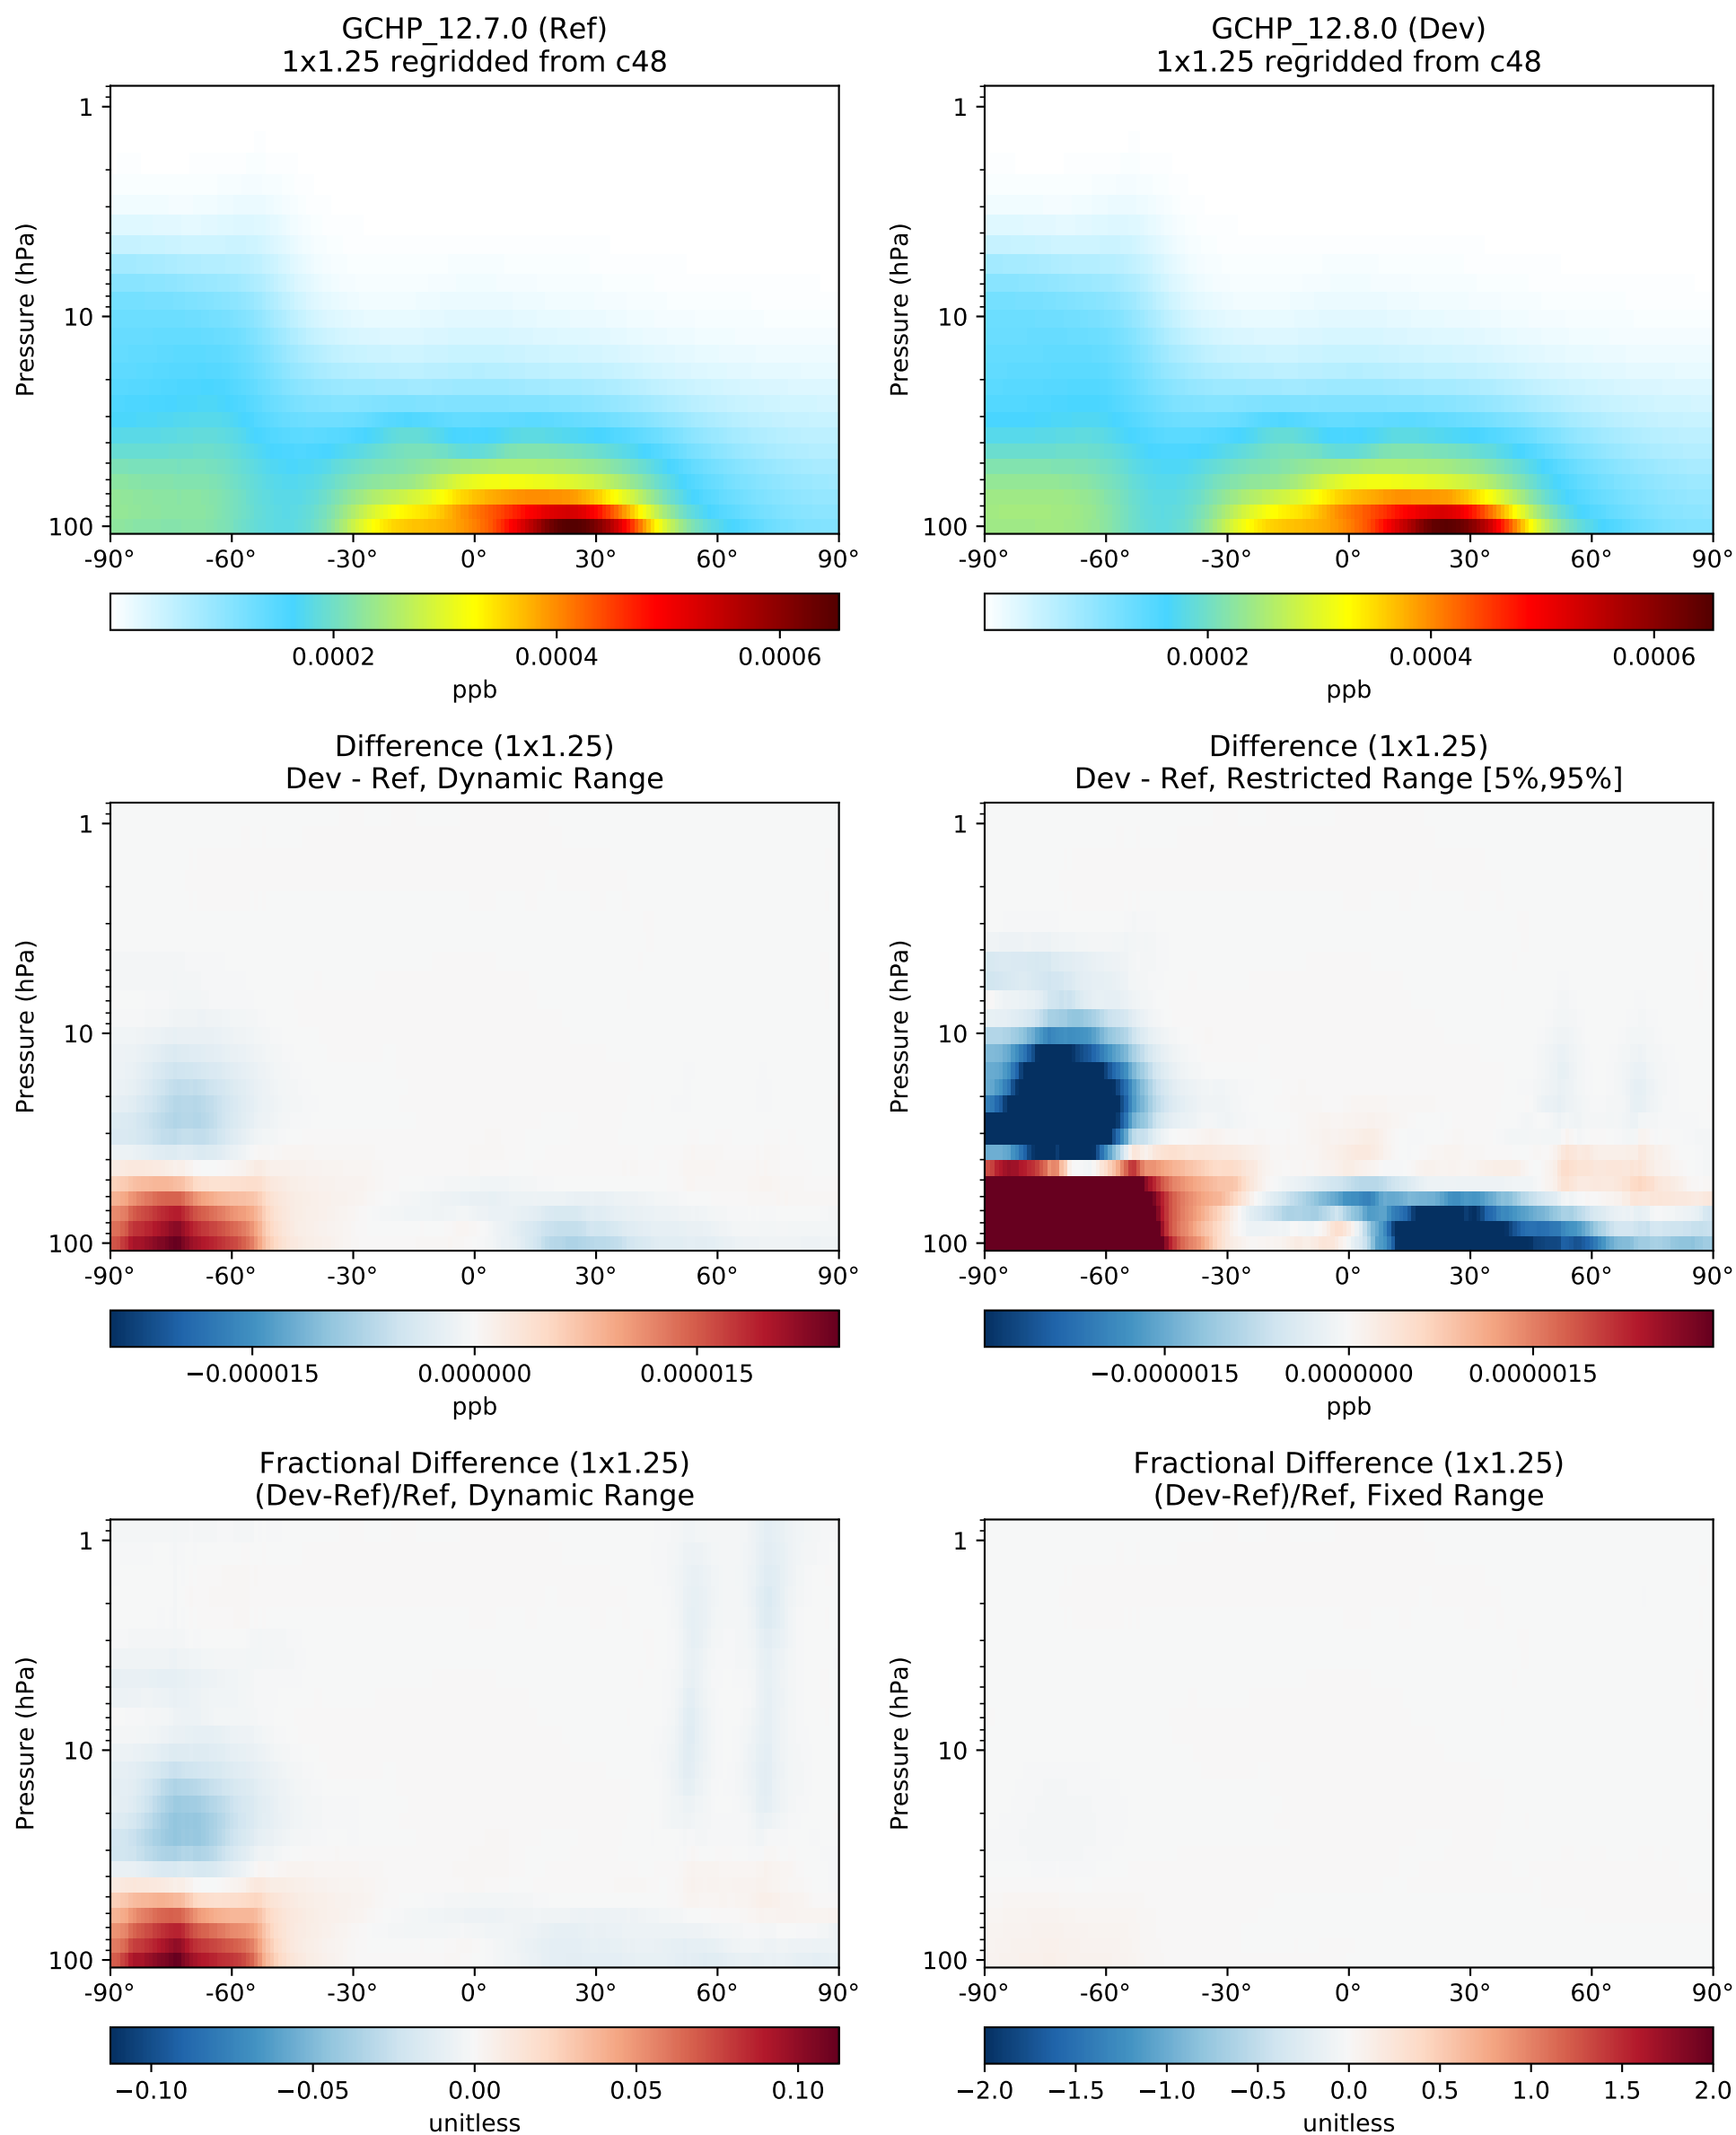 GCHP_12.7.0 (Ref)
1x1.25 regridded from c48
GCHP_12.8.0 (Dev)
1x1.25 regridded from c48
Pressure (hPa)
1
10
100
-90° -60° -30° 0° 30° 60° 90°
0.0002 0.0004 0.0006
ppb
Pressure (hPa)
1
10
100
-90° -60° -30° 0° 30° 60° 90°
0.0002 0.0004 0.0006
ppb
Difference (1x1.25)
Dev - Ref, Dynamic Range
Difference (1x1.25)
Dev - Ref, Restricted Range [5%,95%]
Pressure (hPa)
1
10
100
-90° -60° -30° 0° 30° 60° 90°
−0.000015 0.000000 0.000015
ppb
Pressure (hPa)
1
10
100
-90° -60° -30° 0° 30° 60° 90°
−0.0000015 0.0000000 0.0000015
ppb
Fractional Difference (1x1.25)
(Dev-Ref)/Ref, Dynamic Range
Fractional Difference (1x1.25)
(Dev-Ref)/Ref, Fixed Range
Pressure (hPa)
1
10
100
-90° -60° -30° 0° 30° 60° 90°
−0.10 −0.05 0.00 0.05 0.10
unitless
Pressure (hPa)
1
10
100
-90° -60° -30° 0° 30° 60° 90°
−2.0 −1.5 −1.0 −0.5 0.0 0.5 1.0 1.5 2.0
unitless